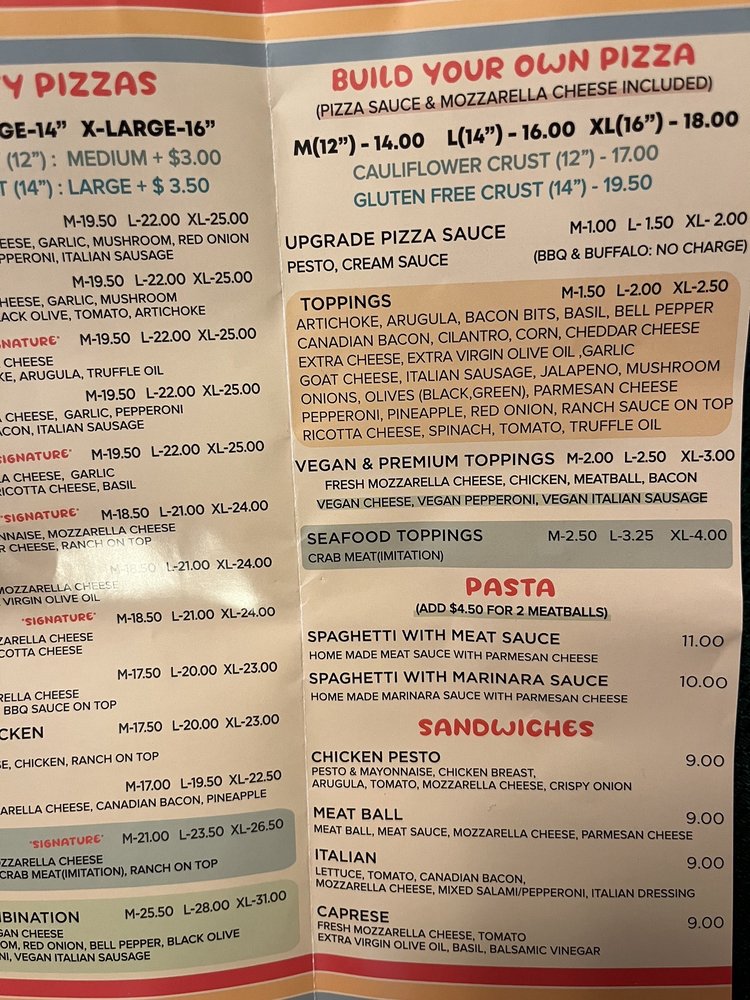 PIZZAS
X-LARGE-16"
(12") : MEDIUM + $3.00
(14") : LARGE + $ 3.50
M-19.50 L-22.00 XL-25.00
GARLIC, MUSHROOM, RED ONION
ITALIAN SAUSAGE
M-19.50 L-22.00 XL-25.00
GARLIC, MUSHROOM
OLIVE, TOMATO, ARTICHOKE
M-19.50 L-22.00 XL-25.00
CHEESE
ARUGULA, TRUFFLE OIL
M-19.50 L-22.00 XL-25.00
CHEESE, GARLIC, PEPPERONI
ITALIAN SAUSAGE
M-19.50 L-22.00 XL-25.00
CHEESE, GARLIC
RICOTTA CHEESE, BASIL
"SIGNATURE" M-18.50 L-21.00 XL-24.00
MOZZARELLA CHEESE
CHEESE, RANCH ON TOP
L-21.00 XL-24.00
MOZZARELLA CHEESE
VIRGIN OLIVE OIL
"SIGNATURE" M-18.50 L-21.00 XL-24.00
CHEESE
CHEESE
M-17.50 L-20.00 XL-23.00
CHEESE
BBQ SAUCE ON TOP
M-17.50 L-20.00 XL-23.00
CHICKEN, RANCH ON TOP
M-17.00 L-19.50 XL-22.50
CHEESE, CANADIAN BACON, PINEAPPLE
"SIGNATURE" M-21.00 L-23.50 XL-26.50
CHEESE
CRAB MEAT(IMITATION), RANCH ON TOP
M-25.50 L-28.00 XL-31.00
CHEESE
RED ONION, BELL PEPPER, BLACK OLIVE
VEGAN ITALIAN SAUSAGE
BUILD YOUR OWN PIZZA
(PIZZA SAUCE & MOZZARELLA CHEESE INCLUDED)
M(12") - 14.00 L(14") - 16.00 XL(16") - 18.00
CAULIFLOWER CRUST (12") - 17.00
GLUTEN FREE CRUST (14") - 19.50
UPGRADE PIZZA SAUCE M-1.00 L- 1.50 XL- 2.00
PESTO, CREAM SAUCE (BBQ & BUFFALO: NO CHARGE)
TOPPINGS M-1.50 L-2.00 XL-2.50
ARTICHOKE, ARUGULA, BACON BITS, BASIL, BELL PEPPER
CANADIAN BACON, CILANTRO, CORN, CHEDDAR CHEESE
EXTRA CHEESE, EXTRA VIRGIN OLIVE OIL ,GARLIC
GOAT CHEESE, ITALIAN SAUSAGE, JALAPENO, MUSHROOM
ONIONS, OLIVES (BLACK,GREEN), PARMESAN CHEESE
PEPPERONI, PINEAPPLE, RED ONION, RANCH SAUCE ON TOP
RICOTTA CHEESE, SPINACH, TOMATO, TRUFFLE OIL
VEGAN & PREMIUM TOPPINGS M-2.00 L-2.50 XL-3.00
FRESH MOZZARELLA CHEESE, CHICKEN, MEATBALL, BACON
VEGAN CHEESE, VEGAN PEPPERONI, VEGAN ITALIAN SAUSAGE
SEAFOOD TOPPINGS M-2.50 L-3.25 XL-4.00
CRAB MEAT(IMITATION)
PASTA
(ADD $4.50 FOR 2 MEATBALLS)
SPAGHETTI WITH MEAT SAUCE 11.00
HOME MADE MEAT SAUCE WITH PARMESAN CHEESE
SPAGHETTI WITH MARINARA SAUCE 10.00
HOME MADE MARINARA SAUCE WITH PARMESAN CHEESE
SANDWICHES
CHICKEN PESTO 9.00
PESTO & MAYONNAISE, CHICKEN BREAST,
ARUGULA, TOMATO, MOZZARELLA CHEESE, CRISPY ONION
MEAT BALL 9.00
MEAT BALL, MEAT SAUCE, MOZZARELLA CHEESE, PARMESAN CHEESE
ITALIAN 9.00
LETTUCE, TOMATO, CANADIAN BACON,
MOZZARELLA CHEESE, MIXED SALAMI/PEPPERONI, ITALIAN DRESSING
CAPRESE 9.00
FRESH MOZZARELLA CHEESE, TOMATO
EXTRA VIRGIN OLIVE OIL, BASIL, BALSAMIC VINEGAR